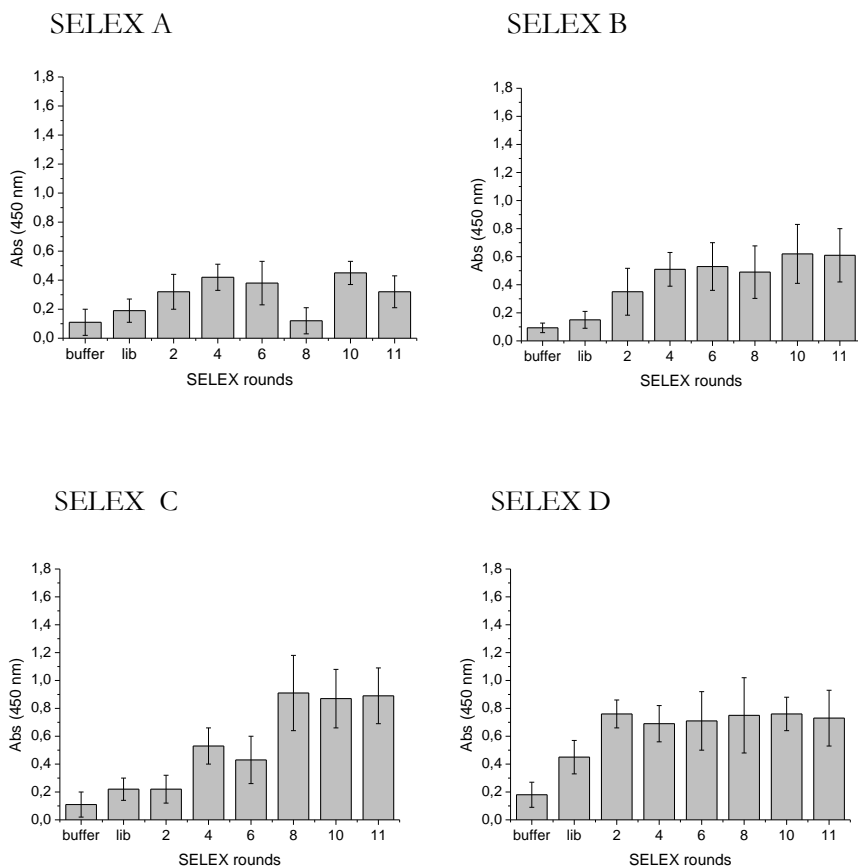 SELEX A
1,8
1,6
1,4
1,2
1,0
0,8
0,6
0,4
0,2
0,0
Abs (450 nm)
buffer lib 2 4 6 8 10 11
SELEX rounds
SELEX B
1,8
1,6
1,4
1,2
1,0
0,8
0,6
0,4
0,2
0,0
Abs (450 nm)
buffer lib 2 4 6 8 10 11
SELEX rounds
SELEX C
1,8
1,6
1,4
1,2
1,0
0,8
0,6
0,4
0,2
0,0
Abs (450 nm)
buffer lib 2 4 6 8 10 11
SELEX rounds
SELEX D
1,8
1,6
1,4
1,2
1,0
0,8
0,6
0,4
0,2
0,0
Abs (450 nm)
buffer lib 2 4 6 8 10 11
SELEX rounds